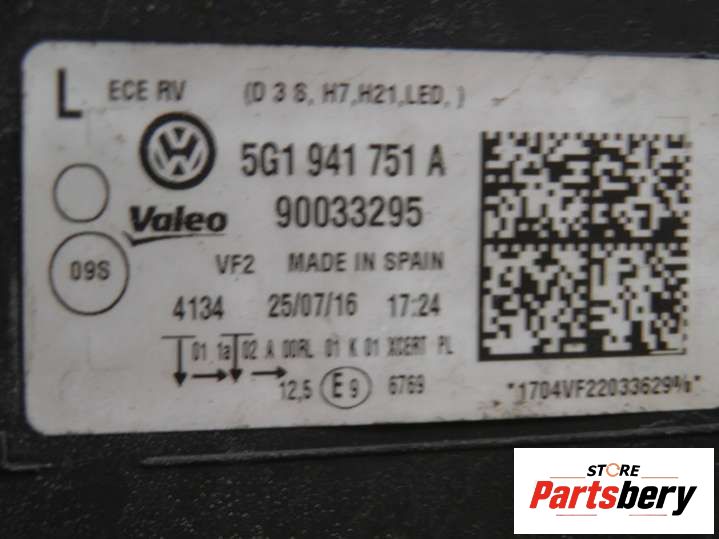 L ECE RV (D 3 S, H7,H21,LED, )
5G1 941 751 A
Valeo 90033295
09S VF2 MADE IN SPAIN
4134 25/07/16 17:24
01 1a 02 A 00RL 01 K 01 XCERT PL
12,5 E9 6769
*1704VF22033629%*
STORE
Partsbery